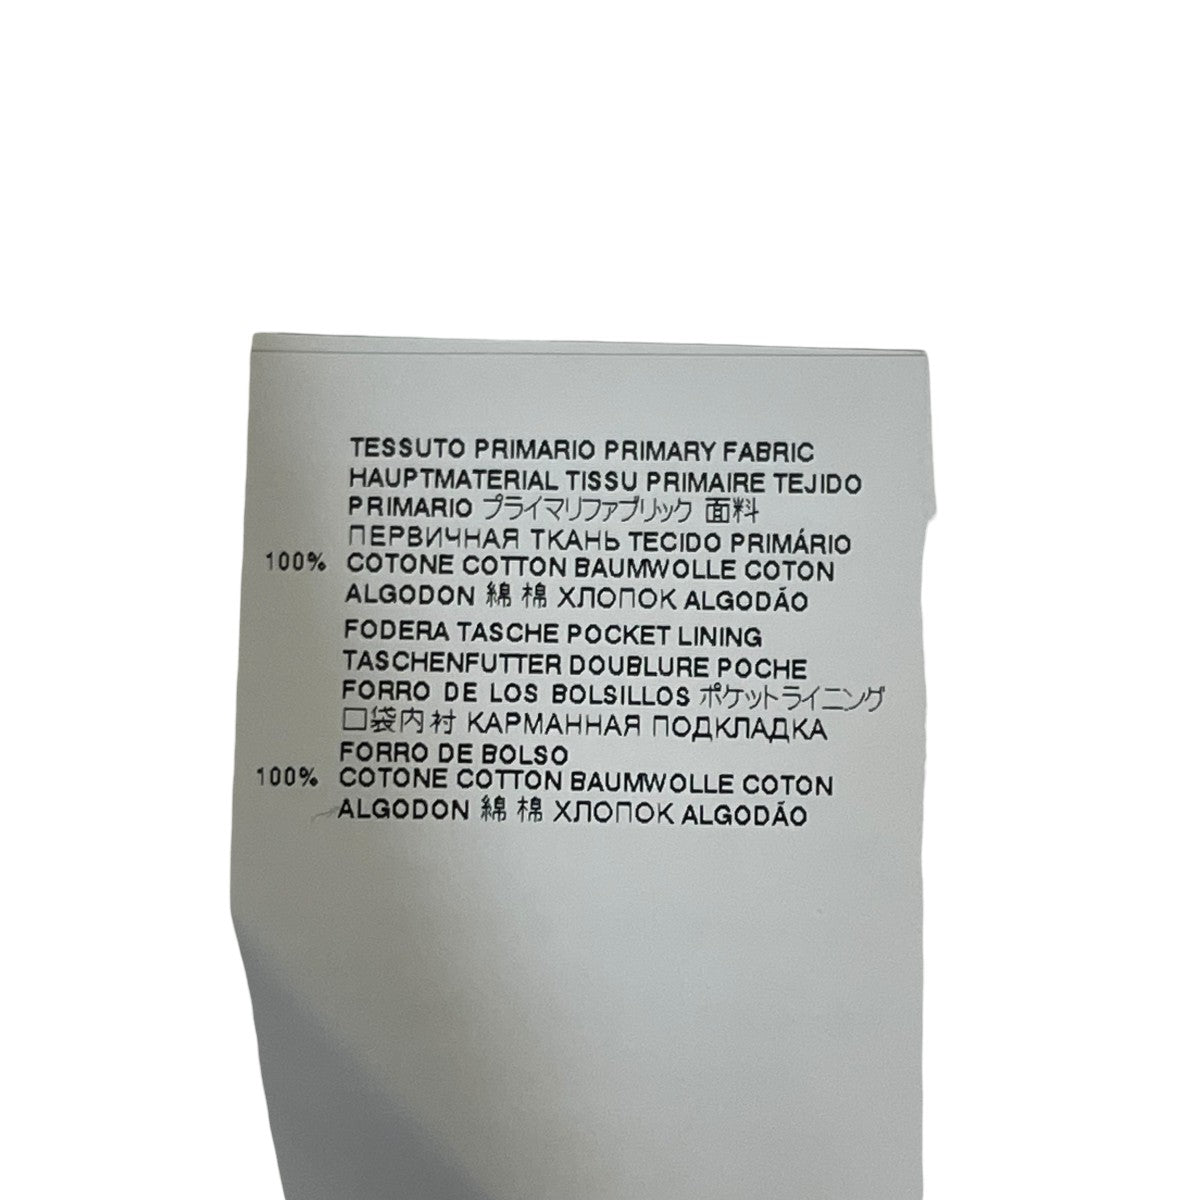 TESSUTO PRIMARIO PRIMARY FABRIC
HAUPTMATERIAL TISSU PRIMAIRE TEJIDO
PRIMARIO プライマリファブリック 面料
ПЕРВИЧНАЯ ТКАНЬ TECIDO PRIMÁRIO
100% COTONE COTTON BAUMWOLLE COTON
ALGODON 綿 棉 ХЛОПОК ALGODÃO
FODERA TASCHE POCKET LINING
TASCHENFUTTER DOUBLURE POCHE
FORRO DE LOS BOLSILLOS ポケットライニング
口袋内衬 КАРМАННАЯ ПОДКЛАДКА
FORRO DE BOLSO
100% COTONE COTTON BAUMWOLLE COTON
ALGODON 綿 棉 ХЛОПОК ALGODÃO